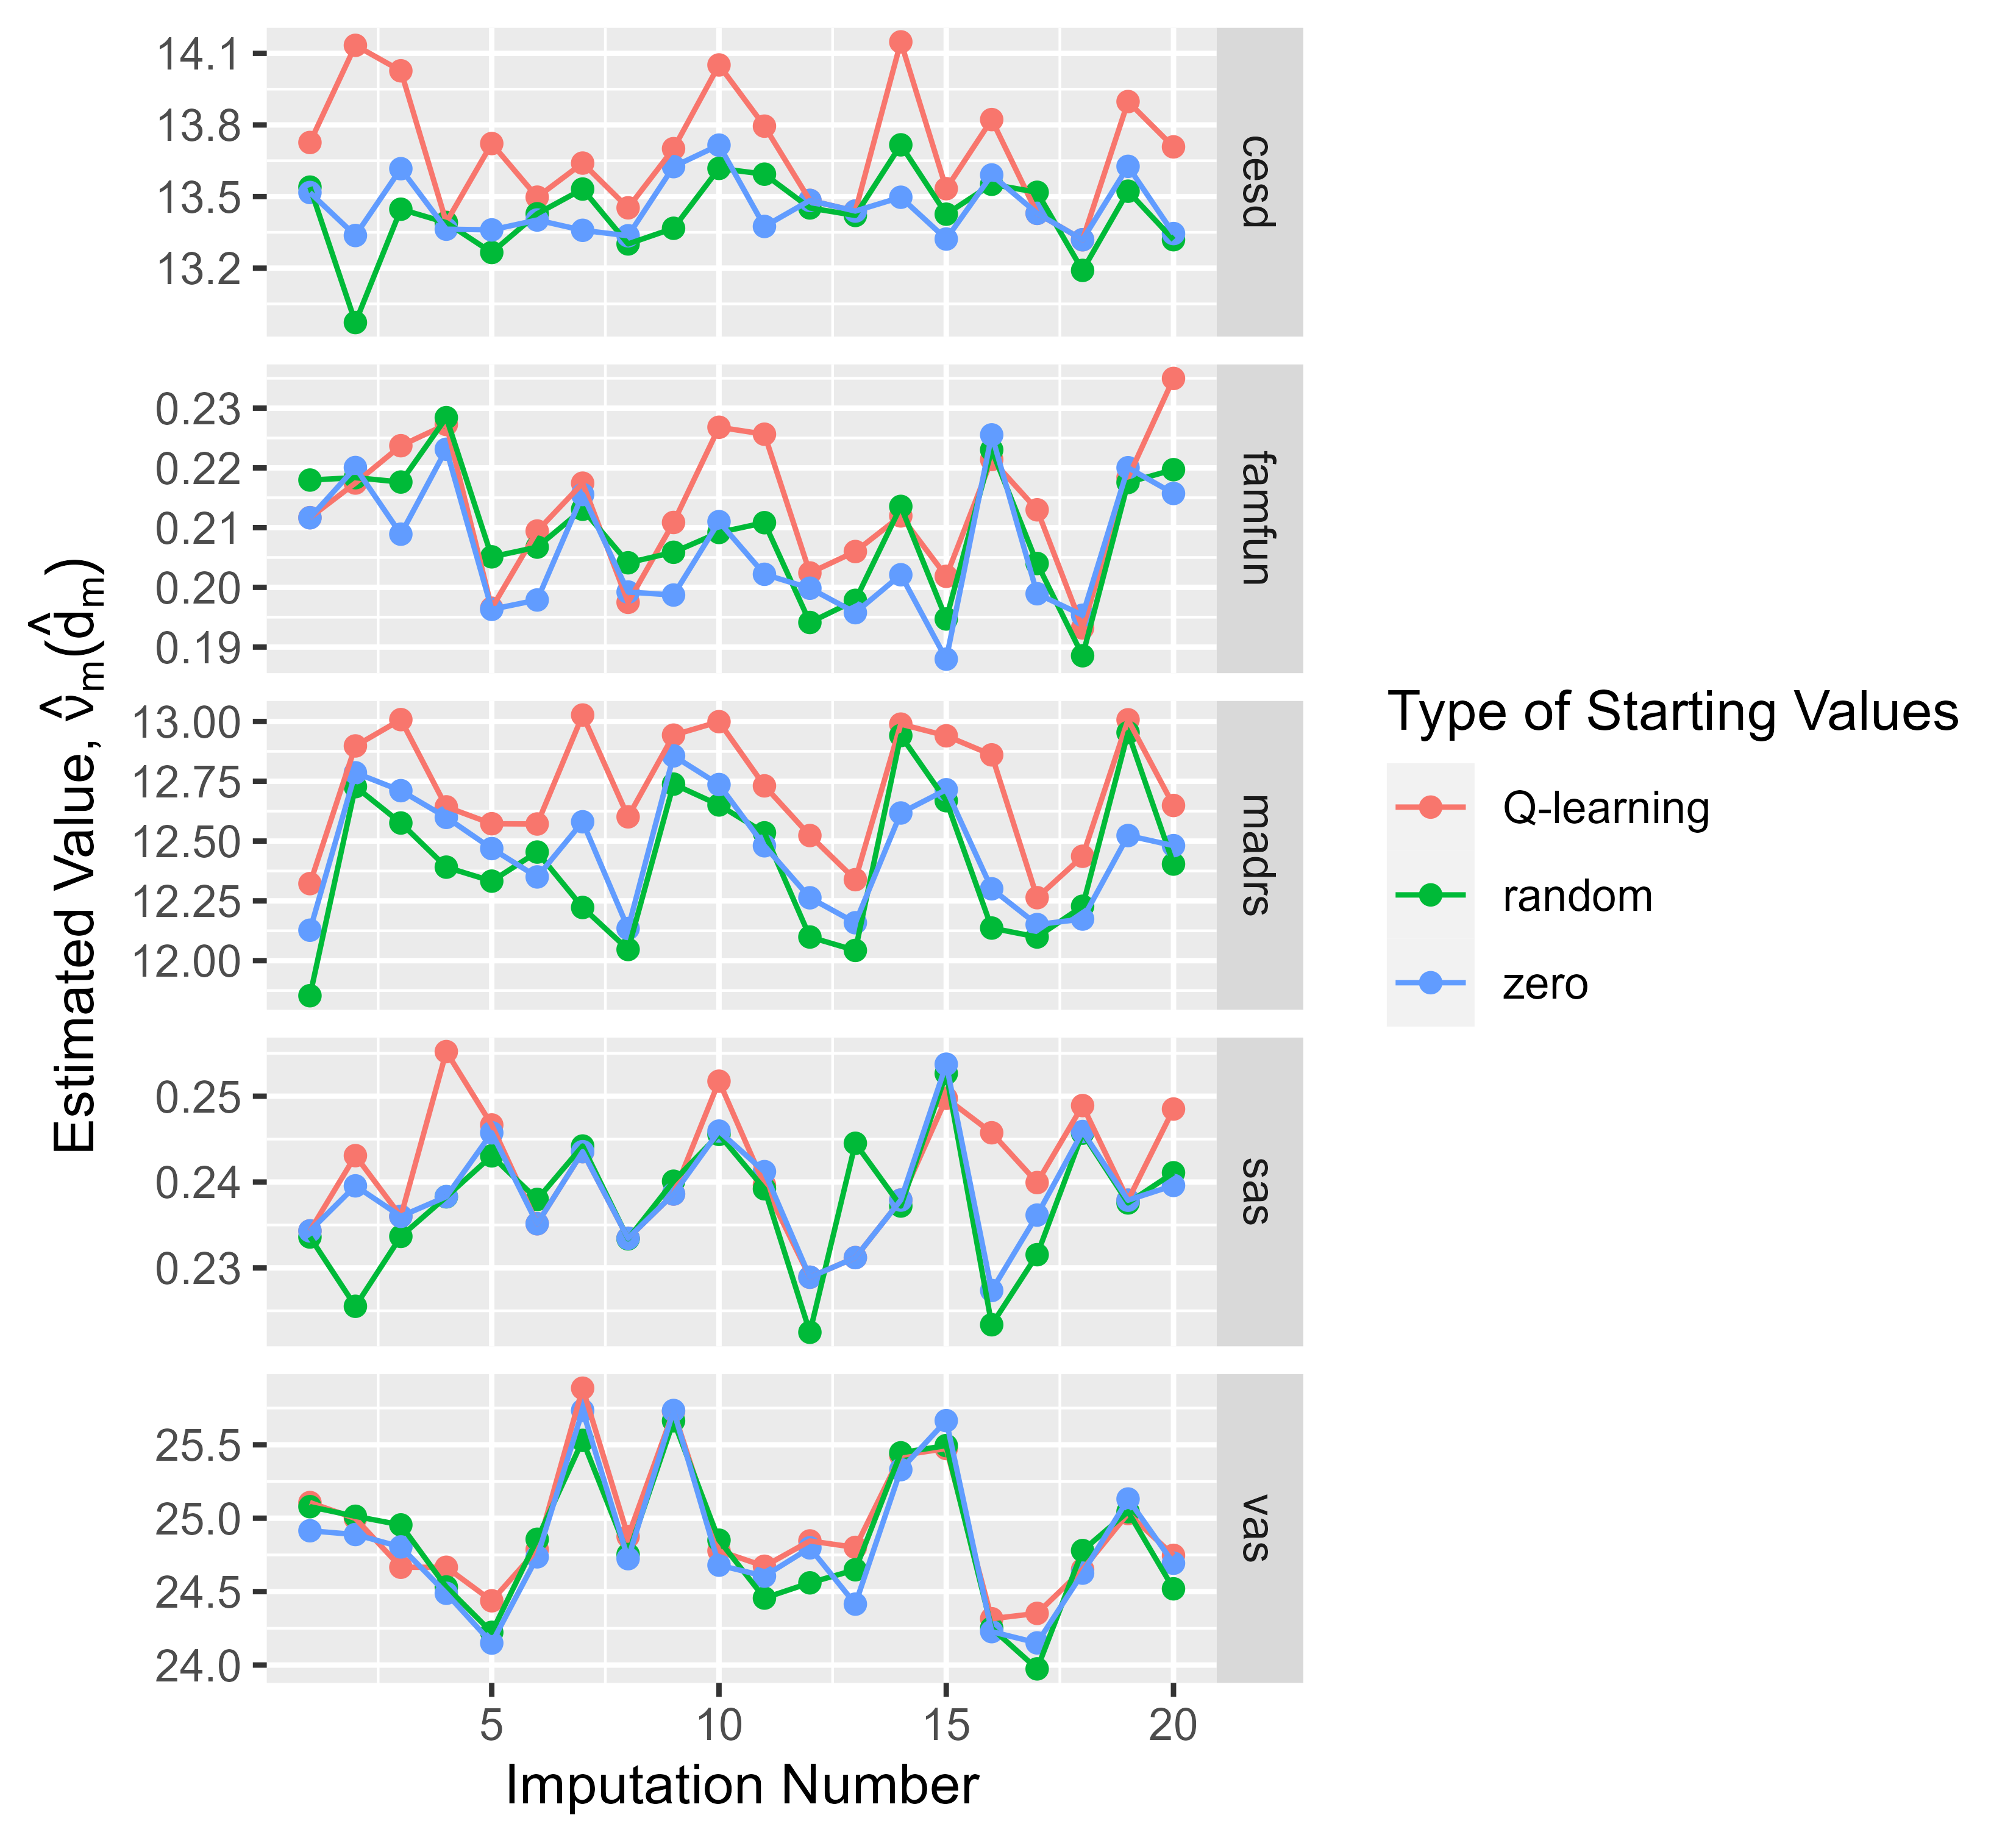 14.1
13.8
13.5
13.2
cesd
0.23
0.22
0.21
0.20
0.19
famfun
13.00
12.75
12.50
12.25
12.00
madrs
0.25
0.24
0.23
sas
25.5
25.0
24.5
24.0
vas
5 10 15 20
Imputation Number
Estimated Value, ν̂m(d̂m)
Type of Starting Values
Q-learning
random
zero